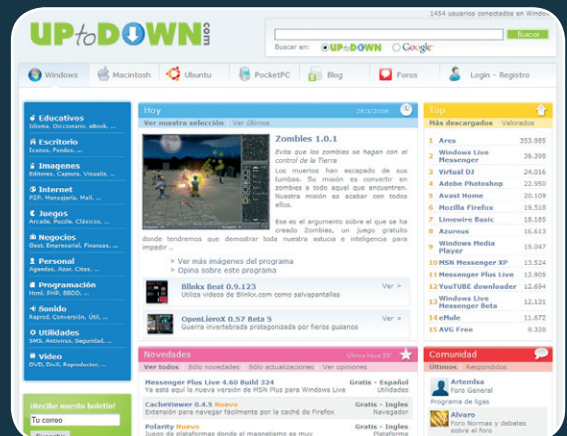 1454 usuarios conectados en Window
UPtoDOWN.com
Buscar
Buscar en: UPtoDOWN Google
Windows Macintosh Ubuntu PocketPC Blog Foros Login - Registro
Educativos
Idioma, Diccionario, eBook, ...
Escritorio
Iconos, Fondos, ...
Imagenes
Editores, Captura, Visualiz, ...
Internet
P2P, Mensajería, Mail, ...
Juegos
Arcade, Puzzle, Clásicos, ...
Negocios
Gest. Empresarial, Finanzas, ...
Personal
Agendas, Azar, Citas, ...
Programación
Html, PHP, BBDD, ...
Sonido
Reprod, Conversión, Útil, ...
Utilidades
SMS, Antivirus, Seguridad, ...
Video
DVD, DivX, Reproductor, ...
¡Recibe nuestro boletín!
Tu correo
Hoy 28/3/2008
Ver nuestra selección Ver últimos
Zombies 1.0.1
Evita que los zombies se hagan con el
control de la Tierra
Los muertos han escapado de sus
tumbas. Su misión es convertir en
zombies a todo aquel que encuentren.
Nuestra misión es acabar con todos
ellos.
Ese es el argumento sobre el que se ha
creado Zombies, un juego gratuito
donde tendremos que demostrar toda nuestra astucia e inteligencia para
impedir ..
> Ver más imágenes del programa
> Opina sobre este programa
Blinkx Beat 0.9.123 Ver »
Utiliza videos de Blinkx.com como salvapantallas
OpenLieroX 0.57 Beta 5 Ver »
Guerra invertebrada protagonizada por fieros gusanos
Novedades Última hace 39'
Ver todos Sólo novedades Sólo actualizaciones Ver opiniones
Messenger Plus Live 4.60 Build 324 Gratis - Español
Ya está aquí la nueva versión de MSN Plus para Windows Live Utilidades
CacheViewer 0.4.5 Nuevo Gratis - Ingles
Extensión para navegar fácilmente por la caché de Firefox Navegador
Polarity Nuevo Gratis - Ingles
Juego de plataformas donde el magnetismo es muy Plataforma
Top
Más descargados Valorados
1 Ares 353.985
2 Windows Live Messenger 36.398
3 Virtual DJ 24.016
4 Adobe Photoshop 22.950
5 Avast Home 20.109
6 Mozilla Firefox 19.518
7 Limewire Basic 18.185
8 Azureus 16.613
9 Windows Media Player 15.047
10 MSN Messenger XP 13.524
11 Messenger Plus Live 12.905
12 YouTUBE downloader 12.694
13 Windows Live Messenger Beta 12.131
14 eMule 11.672
15 AVG Free 9.328
Comunidad
Últimos Respondidos
Artemisa
Foro General
Programa de ligas
Alvaro
Foro Normas y debates
sobre el foro